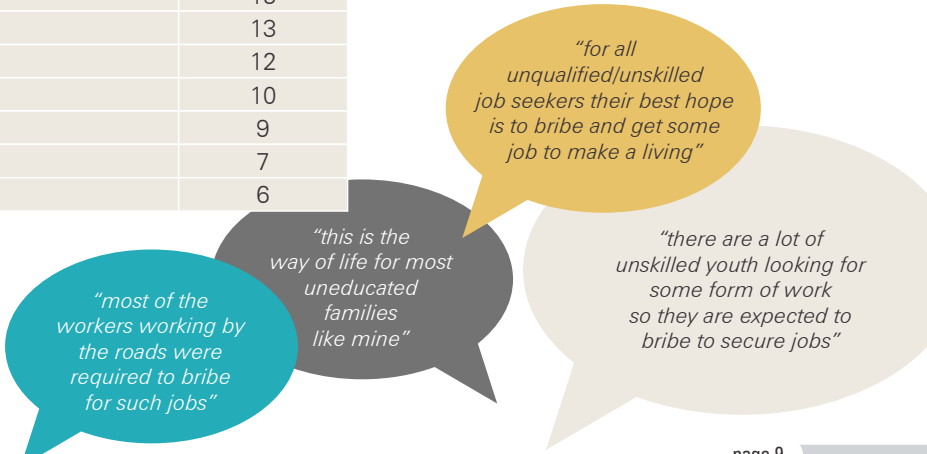 13
12
10
9
7
6
“for all
unqualified/unskilled
job seekers their best hope
is to bribe and get some
job to make a living”
“this is the
way of life for most
uneducated
families
like mine”
“there are a lot of
unskilled youth looking for
some form of work
so they are expected to
bribe to secure jobs”
“most of the
workers working by
the roads were
required to bribe
for such jobs”
page 9